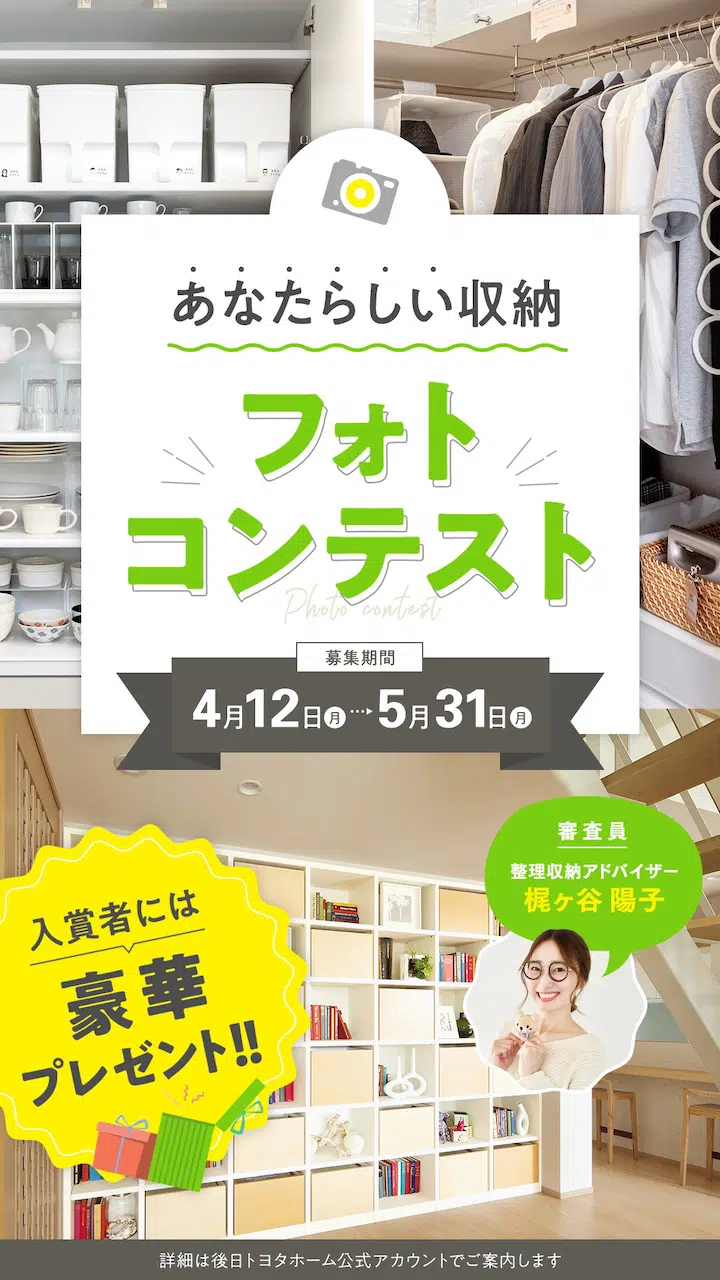 あなたらしい収納
フォト
コンテスト
Photo contest
募集期間
4月12日月…5月31日月
審査員
整理収納アドバイザー
梶ヶ谷 陽子
入賞者には
豪華
プレゼント!!
詳細は後日トヨタホーム公式アカウントでご案内します